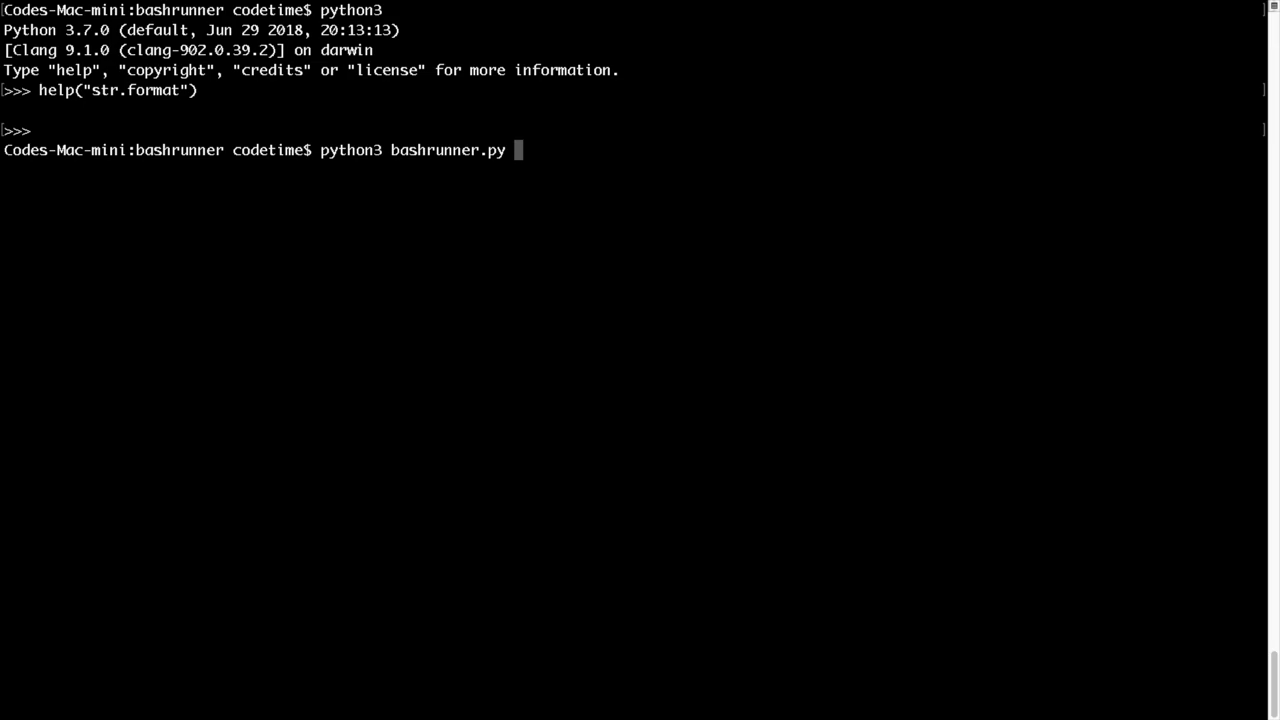 [Codes-Mac-mini:bashrunner codetime$ python3 ]
Python 3.7.0 (default, Jun 29 2018, 20:13:13)
[Clang 9.1.0 (clang-902.0.39.2)] on darwin
Type "help", "copyright", "credits" or "license" for more information.
[>>> help("str.format") ]
[>>> ]
Codes-Mac-mini:bashrunner codetime$ python3 bashrunner.py